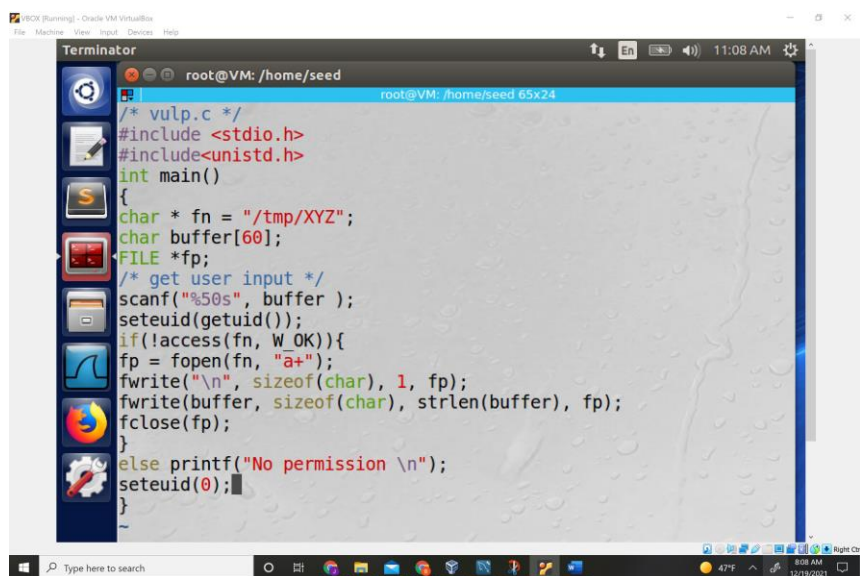 VBOX [Running] - Oracle VM VirtualBox
File Machine View Input Devices Help
Terminator
En
11:08 AM
root@VM: /home/seed
root@VM: /home/seed 65x24
/* vulp.c */
#include <stdio.h>
#include<unistd.h>
int main()
{
char * fn = "/tmp/XYZ";
char buffer[60];
FILE *fp;
/* get user input */
scanf("%50s", buffer );
seteuid(getuid());
if(!access(fn, W_OK)){
fp = fopen(fn, "a+");
fwrite("\n", sizeof(char), 1, fp);
fwrite(buffer, sizeof(char), strlen(buffer), fp);
fclose(fp);
}
else printf("No permission \n");
seteuid(0);
}
~
Right Ctrl
Type here to search
47°F
8:08 AM
12/19/2021